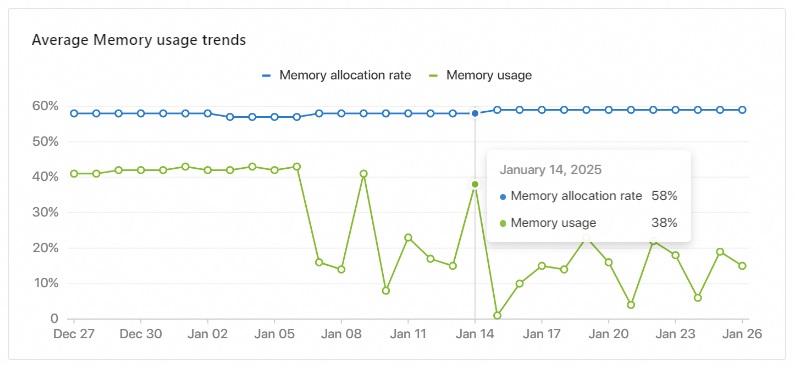 Average Memory usage trends
Memory allocation rate Memory usage
60%
50%
40%
30%
20%
10%
0
January 14, 2025
Memory allocation rate 58%
Memory usage 38%
Dec 27 Dec 30 Jan 02 Jan 05 Jan 08 Jan 11 Jan 14 Jan 17 Jan 20 Jan 23 Jan 26